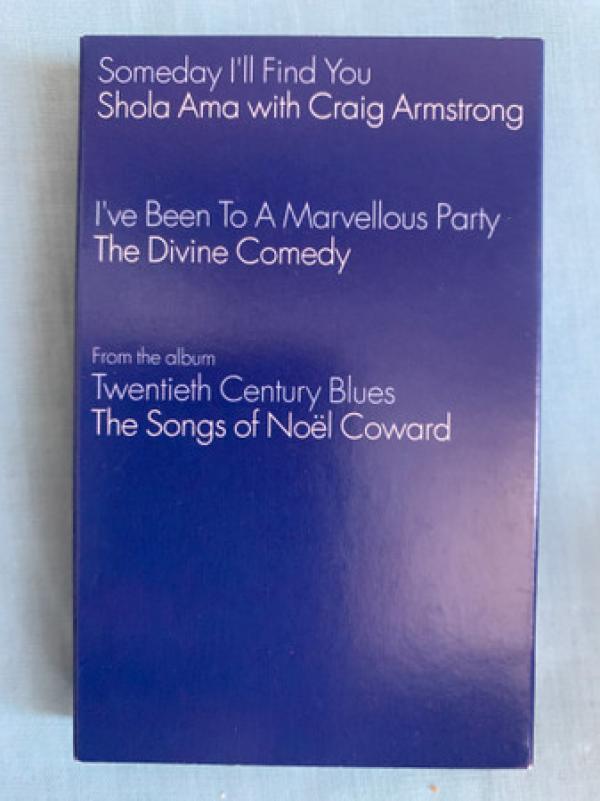 Someday I'll Find You
Shola Ama with Craig Armstrong
I've Been To A Marvellous Party
The Divine Comedy
From the album
Twentieth Century Blues
The Songs of Noël Coward